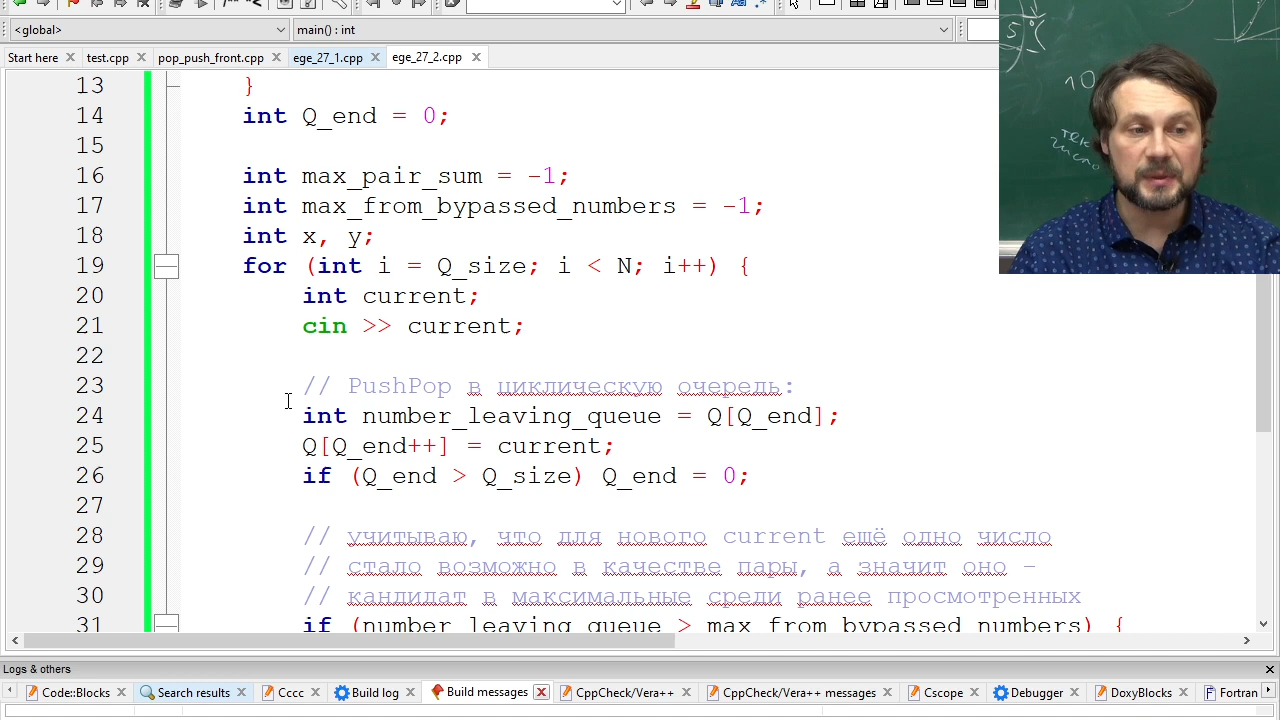 <global>
main() : int
Start here
test.cpp
pop_push_front.cpp
ege_27_1.cpp
ege_27_2.cpp
13 }
14 int Q_end = 0;
15
16 int max_pair_sum = -1;
17 int max_from_bypassed_numbers = -1;
18 int x, y;
19 for (int i = Q_size; i < N; i++) {
20 int current;
21 cin >> current;
22
23 // PushPop в циклическую очередь:
24 int number_leaving_queue = Q[Q_end];
25 Q[Q_end++] = current;
26 if (Q_end > Q_size) Q_end = 0;
27
28 // учитываю, что для нового current ещё одно число
29 // стало возможно в качестве пары, а значит оно –
30 // кандидат в максимальные среди ранее просмотренных
31 if (number_leaving_queue > max_from_bypassed_numbers) {
5
10
тек
число
Logs & others
Code::Blocks
Search results
Cccc
Build log
Build messages
CppCheck/Vera++
CppCheck/Vera++ messages
Cscope
Debugger
DoxyBlocks
Fortran